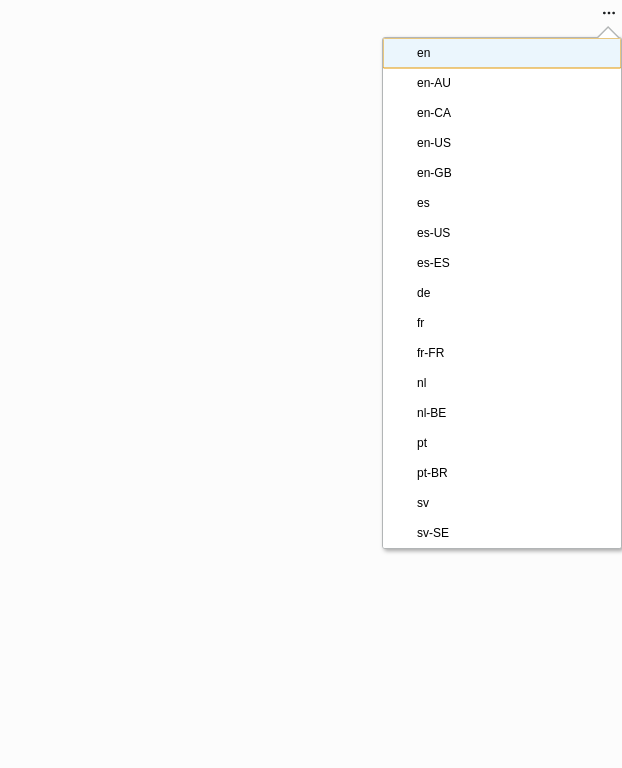 en
en-AU
en-CA
en-US
en-GB
es
es-US
es-ES
de
fr
fr-FR
nl
nl-BE
pt
pt-BR
sv
sv-SE